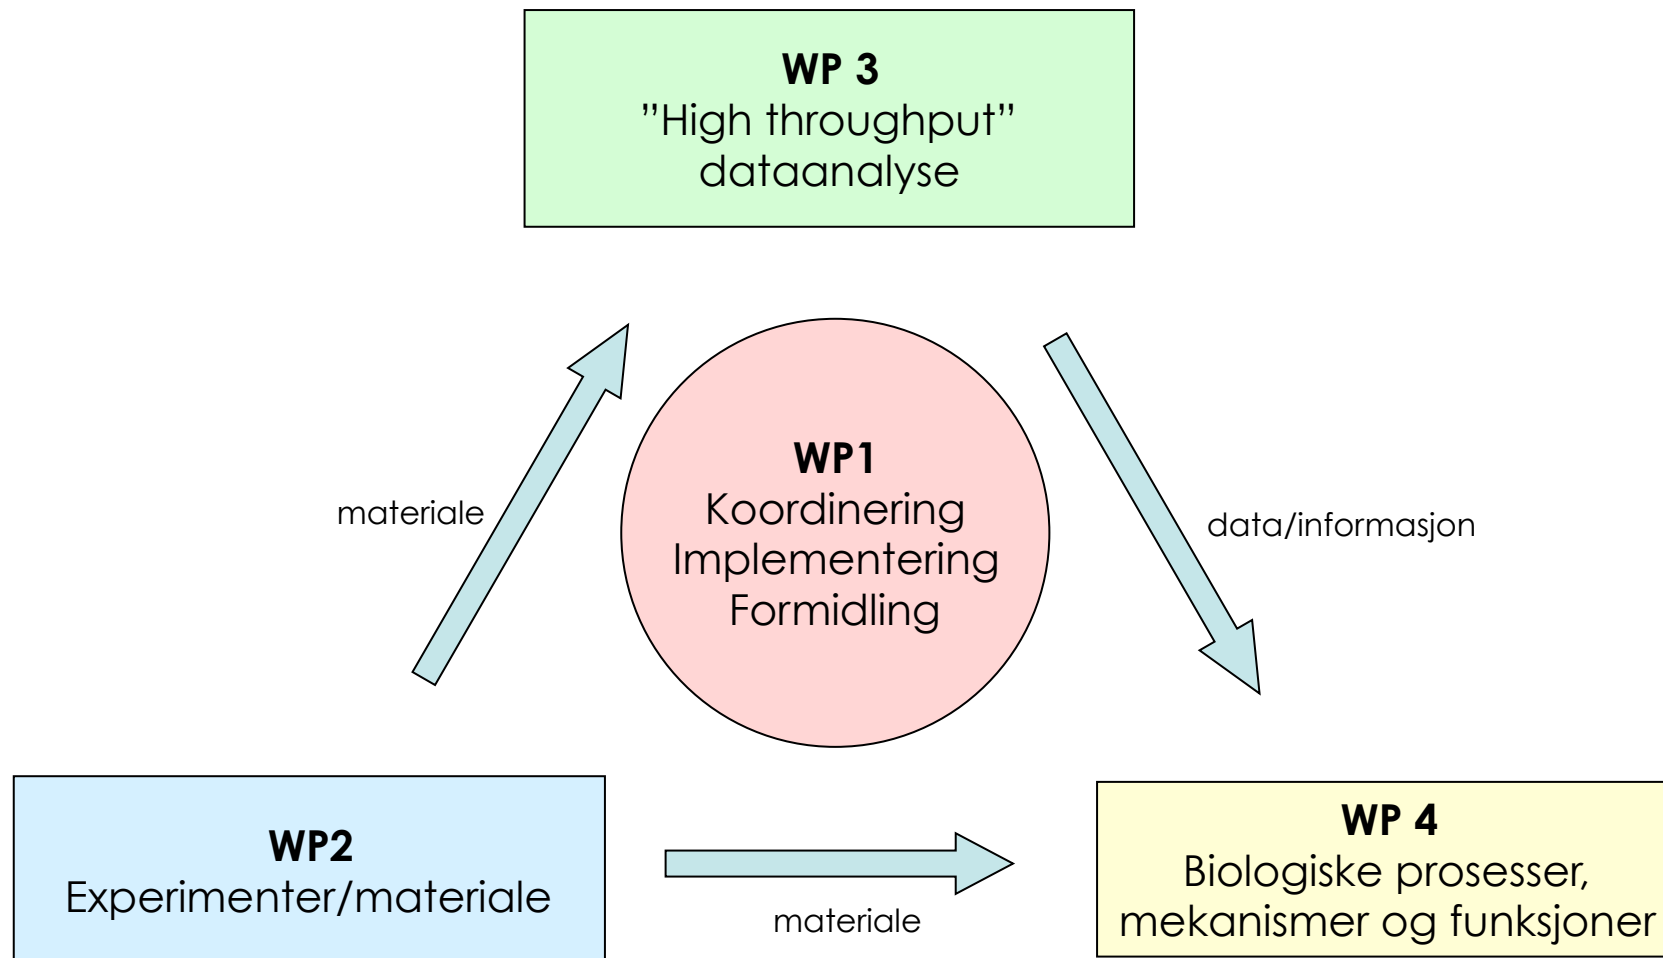 WP 3
”High throughput”
dataanalyse
WP1
Koordinering
Implementering
Formidling
materiale
data/informasjon
WP2
Experimenter/materiale
materiale
WP 4
Biologiske prosesser,
mekanismer og funksjoner